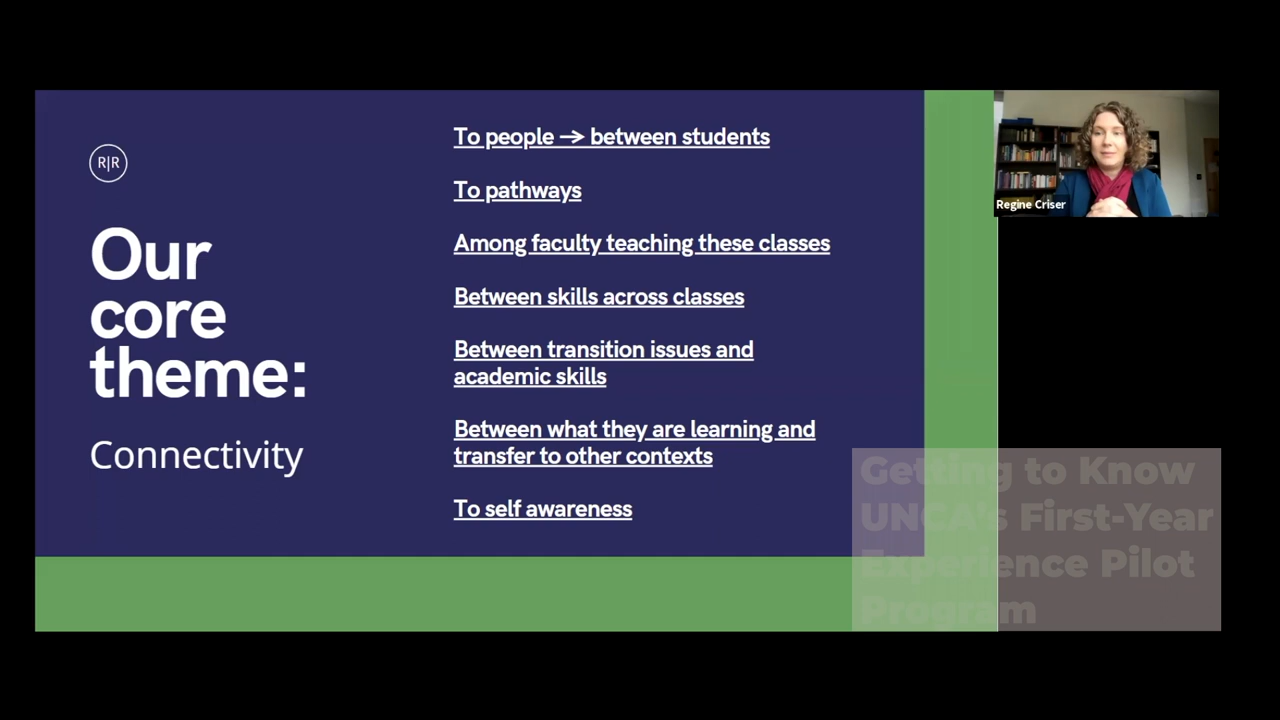 R|R
Our
core
theme:
Connectivity
To people → between students
To pathways
Among faculty teaching these classes
Between skills across classes
Between transition issues and
academic skills
Between what they are learning and
transfer to other contexts
To self awareness
Regine Criser
Getting to Know
UNCA's First-Year
Experience Pilot
Program